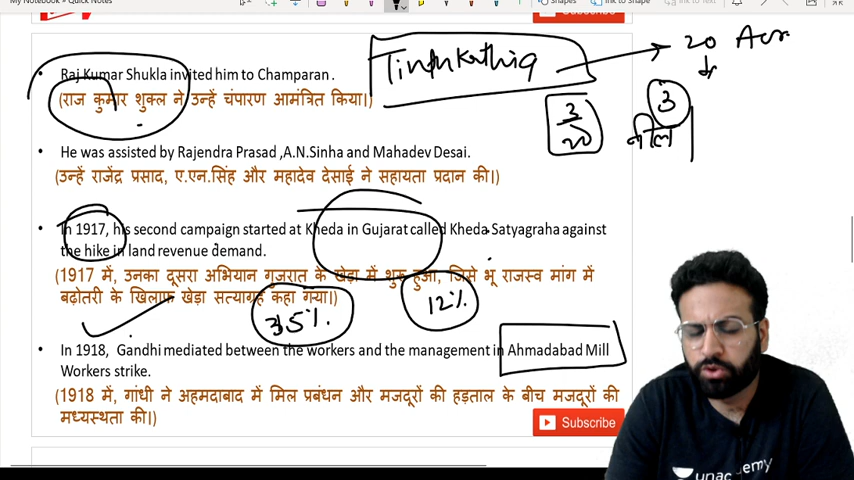 My Notebook » Quick Notes
Shapes
Ink to Shape
Ink to Text
Subscribe
Tinkathia
20 Acr
3
3/20
नील
Raj Kumar Shukla invited him to Champaran.
(राज कुमार शुक्ल ने उन्हें चंपारण आमंत्रित किया।)
He was assisted by Rajendra Prasad, A.N.Sinha and Mahadev Desai.
(उन्हें राजेंद्र प्रसाद, ए.एन.सिंह और महादेव देसाई ने सहायता प्रदान की।)
In 1917, his second campaign started at Kheda in Gujarat called Kheda Satyagraha against
the hike in land revenue demand.
(1917 में, उनका दूसरा अभियान गुजरात के खेड़ा में शुरू हुआ, जिसे भू राजस्व मांग में
बढ़ोतरी के खिलाफ खेड़ा सत्याग्रह कहा गया।)
35%.
12%
In 1918, Gandhi mediated between the workers and the management in Ahmadabad Mill
Workers strike.
(1918 में, गांधी ने अहमदाबाद में मिल प्रबंधन और मजदूरों की हड़ताल के बीच मजदूरों की
मध्यस्थता की।)
Subscribe
unacademy